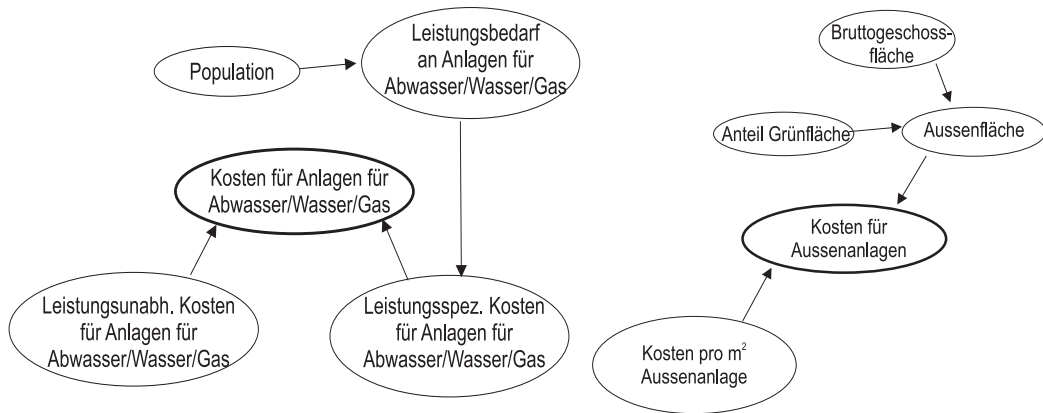 Population
Leistungsbedarf
an Anlagen für
Abwasser/Wasser/Gas
Kosten für Anlagen für
Abwasser/Wasser/Gas
Leistungsunabh. Kosten
für Anlagen für
Abwasser/Wasser/Gas
Leistungsspez. Kosten
für Anlagen für
Abwasser/Wasser/Gas
Bruttogeschoss-
fläche
Anteil Grünfläche
Aussenfläche
Kosten für
Aussenanlagen
Kosten pro m²
Aussenanlage